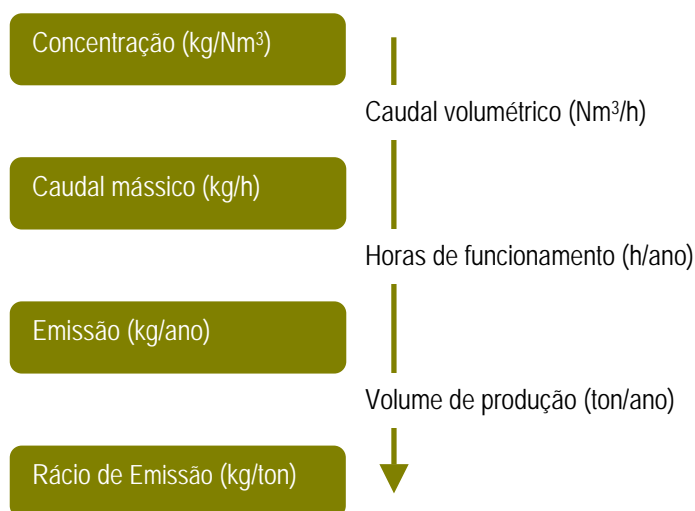 Concentração (kg/Nm³)
Caudal volumétrico (Nm³/h)
Caudal mássico (kg/h)
Horas de funcionamento (h/ano)
Emissão (kg/ano)
Volume de produção (ton/ano)
Rácio de Emissão (kg/ton)